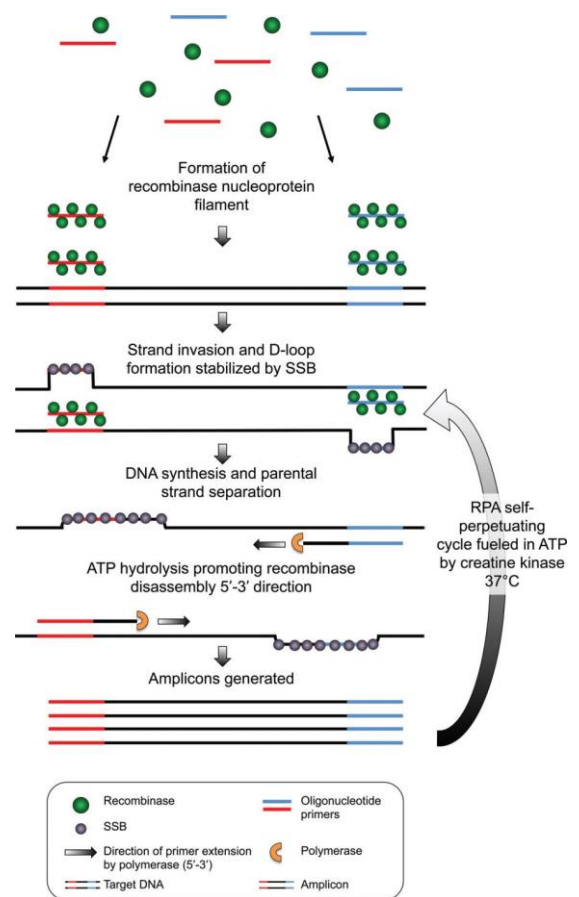 Formation of
recombinase nucleoprotein
filament
Strand invasion and D-loop
formation stabilized by SSB
DNA synthesis and parental
strand separation
RPA self-
perpetuating
cycle fueled in ATP
by creatine kinase
37°C
ATP hydrolysis promoting recombinase
disassembly 5′-3′ direction
Amplicons generated
Recombinase
Oligonucleotide
primers
SSB
Direction of primer extension
by polymerase (5′-3′)
Polymerase
Target DNA
Amplicon